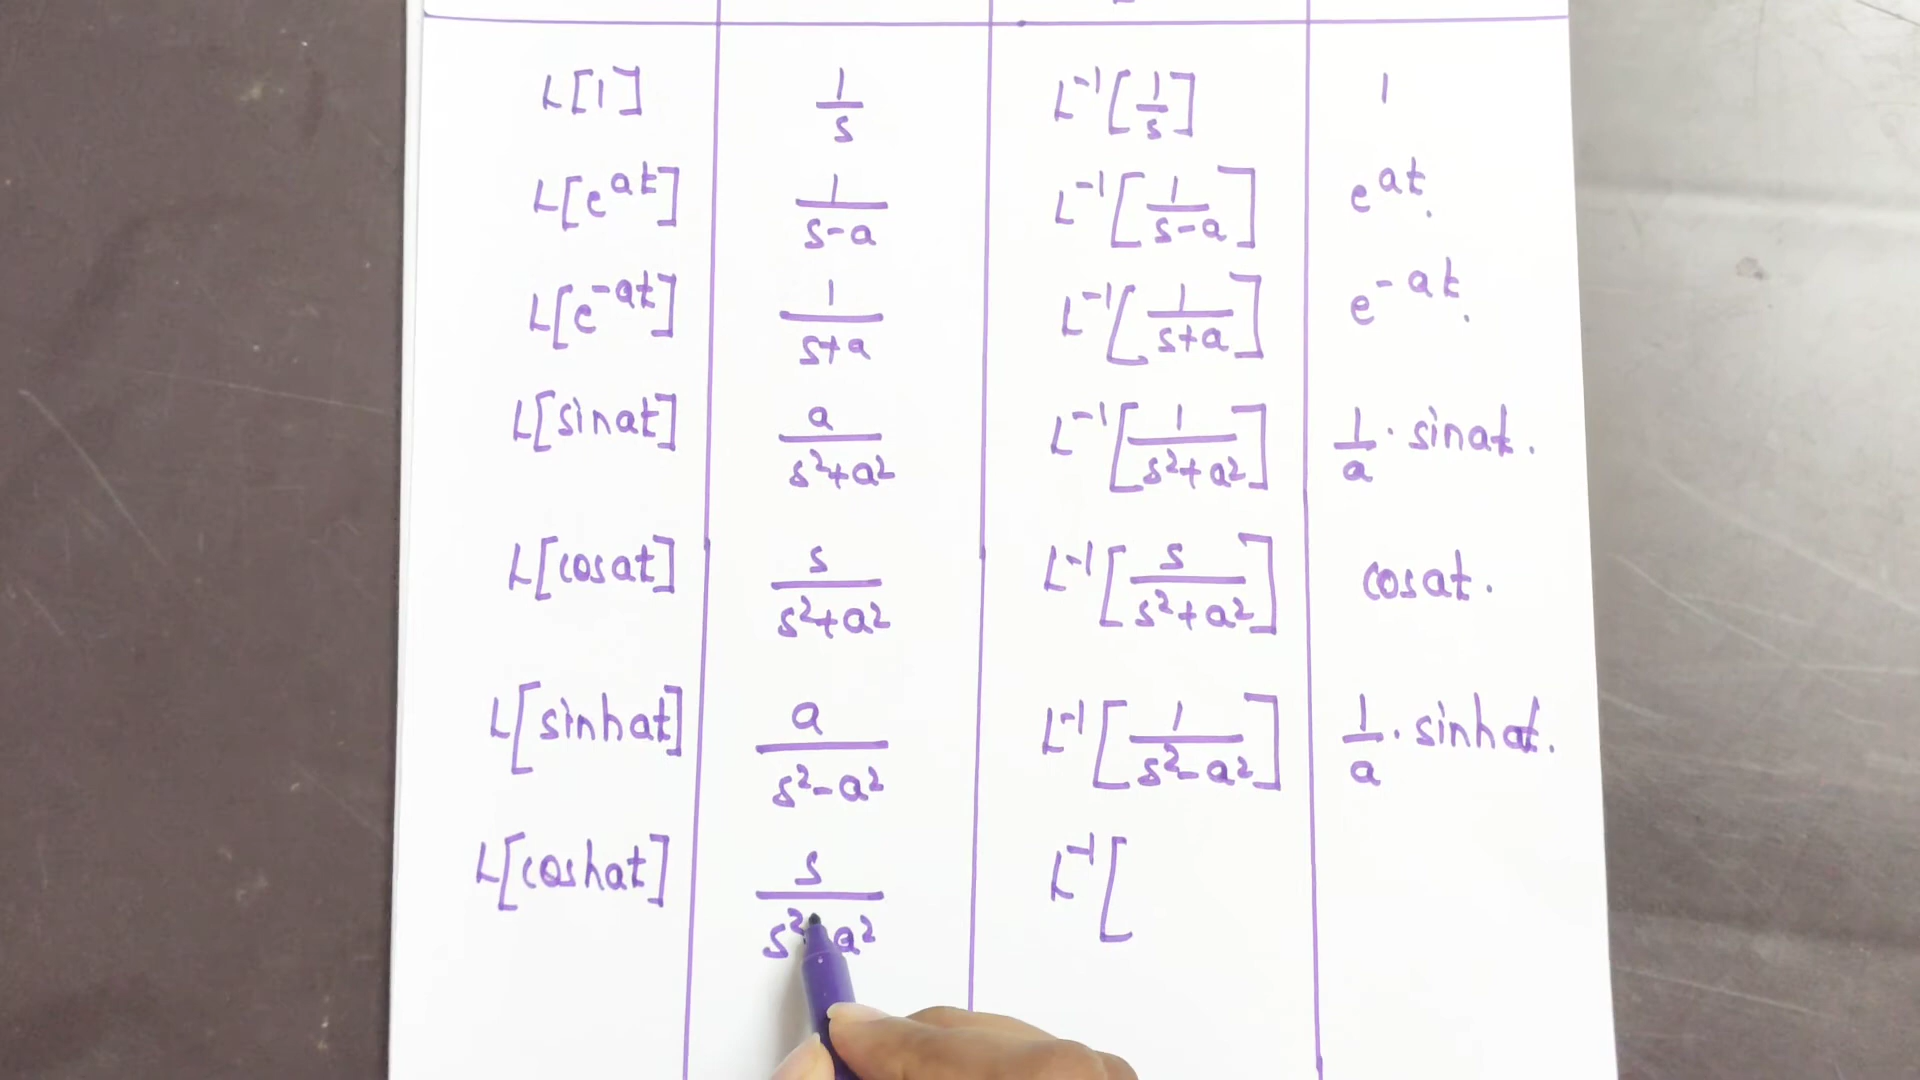 L[1] 1/s L⁻¹[1/s] 1
L[e^at] 1/(s-a) L⁻¹[1/(s-a)] e^at.
L[e^-at] 1/(s+a) L⁻¹[1/(s+a)] e^-at.
L[sinat] a/(s²+a²) L⁻¹[1/(s²+a²)] 1/a · sinat.
L[cosat] s/(s²+a²) L⁻¹[s/(s²+a²)] cosat.
L[sinhat] a/(s²-a²) L⁻¹[1/(s²-a²)] 1/a · sinhat.
L[coshat] s/(s² a²) L⁻¹[